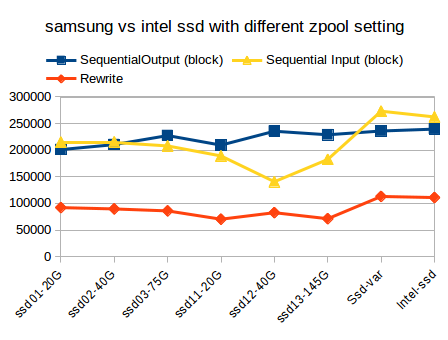 samsung vs intel ssd with different zpool setting
SequentialOutput (block) Sequential Input (block)
Rewrite
300000
250000
200000
150000
100000
50000
0
ssd01-20G
ssd02-40G
ssd03-75G
ssd11-20G
ssd12-40G
ssd13-145G
Ssd-var
Intel-ssd